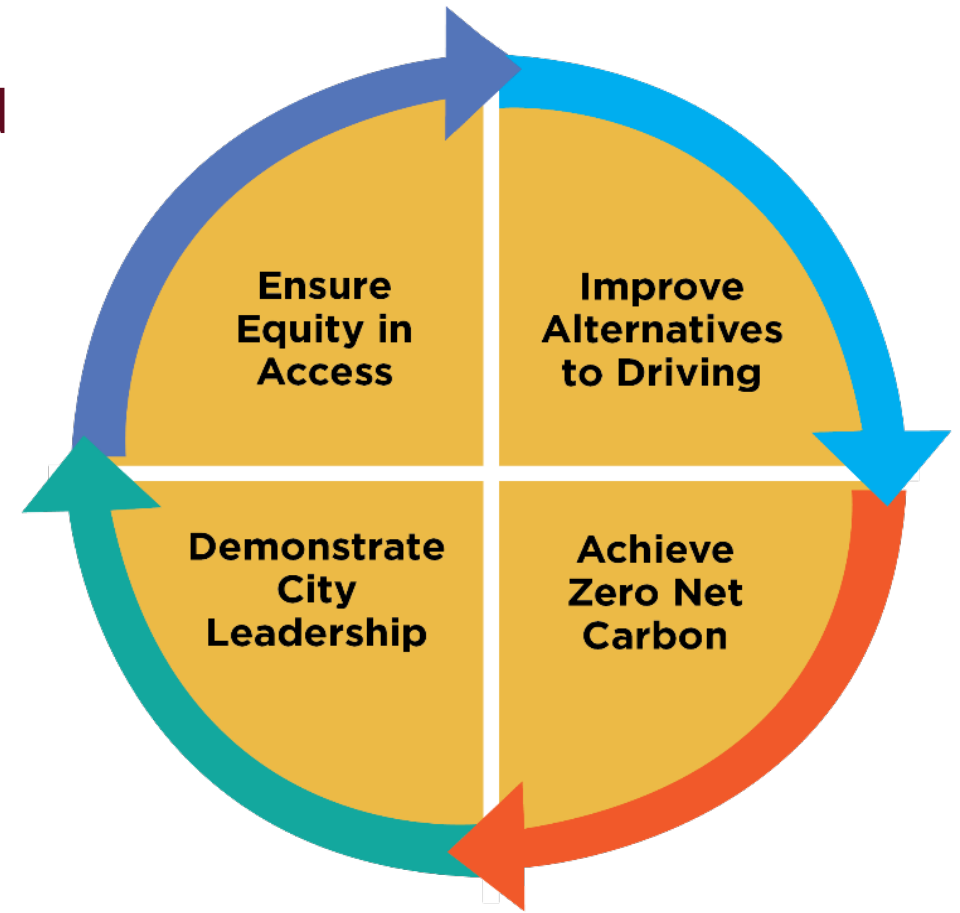 Ensure
Equity in
Access
Improve
Alternatives
to Driving
Demonstrate
City
Leadership
Achieve
Zero Net
Carbon